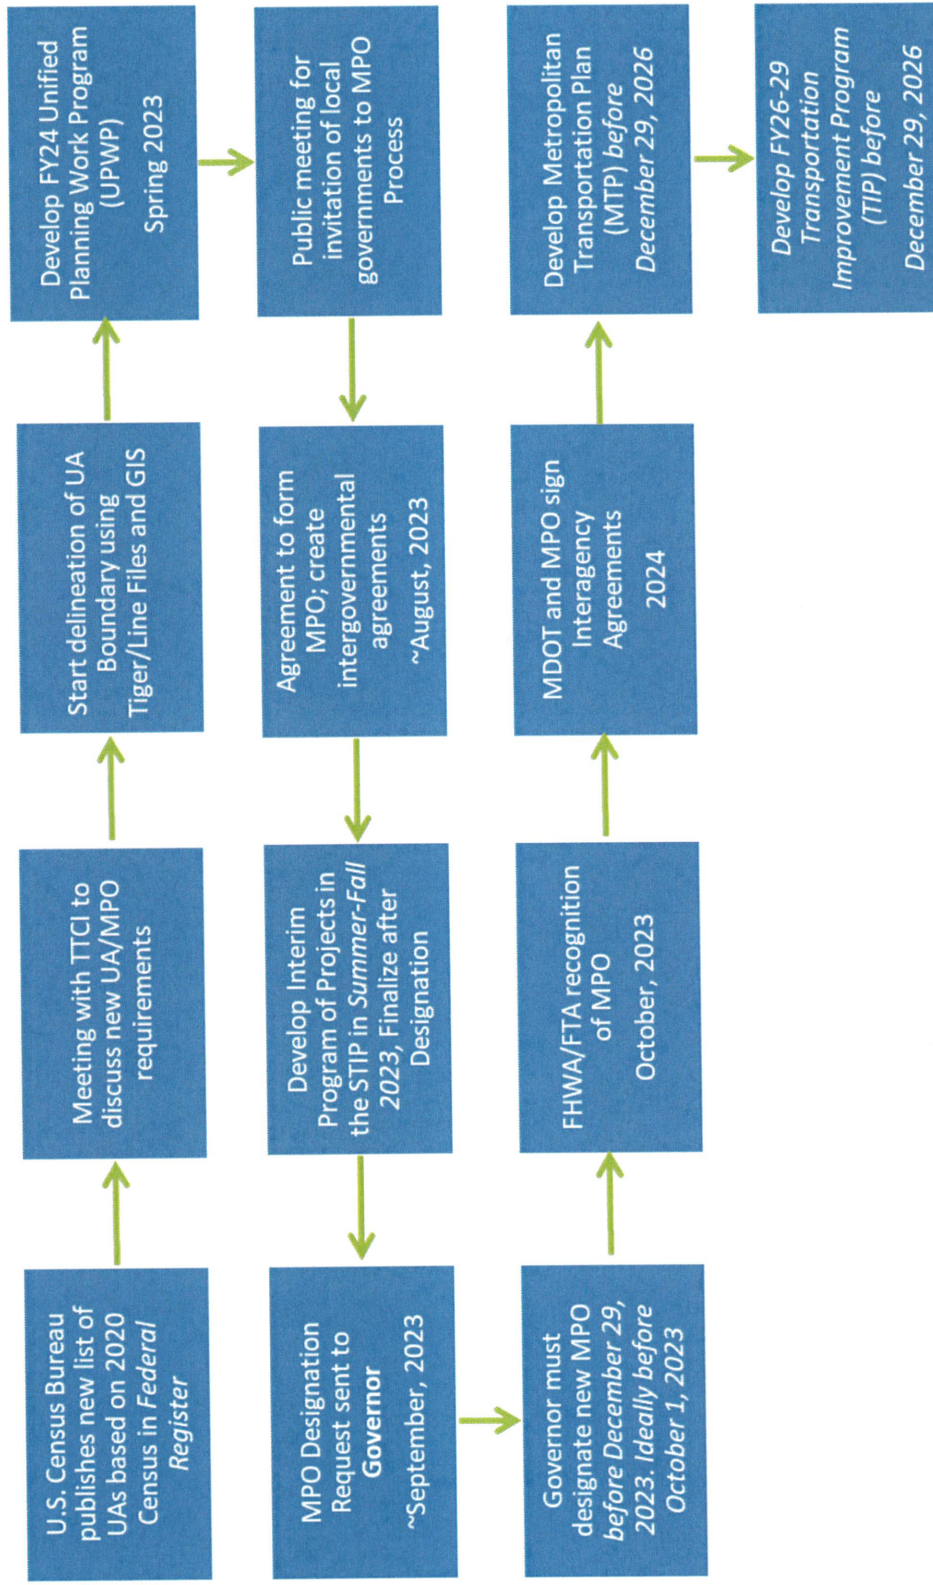 U.S. Census Bureau
publishes new list of
UAs based on 2020
Census in Federal
Register
Meeting with TTCI to
discuss new UA/MPO
requirements
Start delineation of UA
Boundary using
Tiger/Line Files and GIS
Develop FY24 Unified
Planning Work Program
(UPWP)
Spring 2023
Public meeting for
invitation of local
governments to MPO
Process
Agreement to form
MPO; create
intergovernmental
agreements
~August, 2023
Develop Interim
Program of Projects in
the STIP in Summer-Fall
2023, Finalize after
Designation
MPO Designation
Request sent to
Governor
~September, 2023
Governor must
designate new MPO
before December 29,
2023. Ideally before
October 1, 2023
FHWA/FTA recognition
of MPO
October, 2023
MDOT and MPO sign
Interagency
Agreements
2024
Develop Metropolitan
Transportation Plan
(MTP) before
December 29, 2026
Develop FY26-29
Transportation
Improvement Program
(TIP) before
December 29, 2026